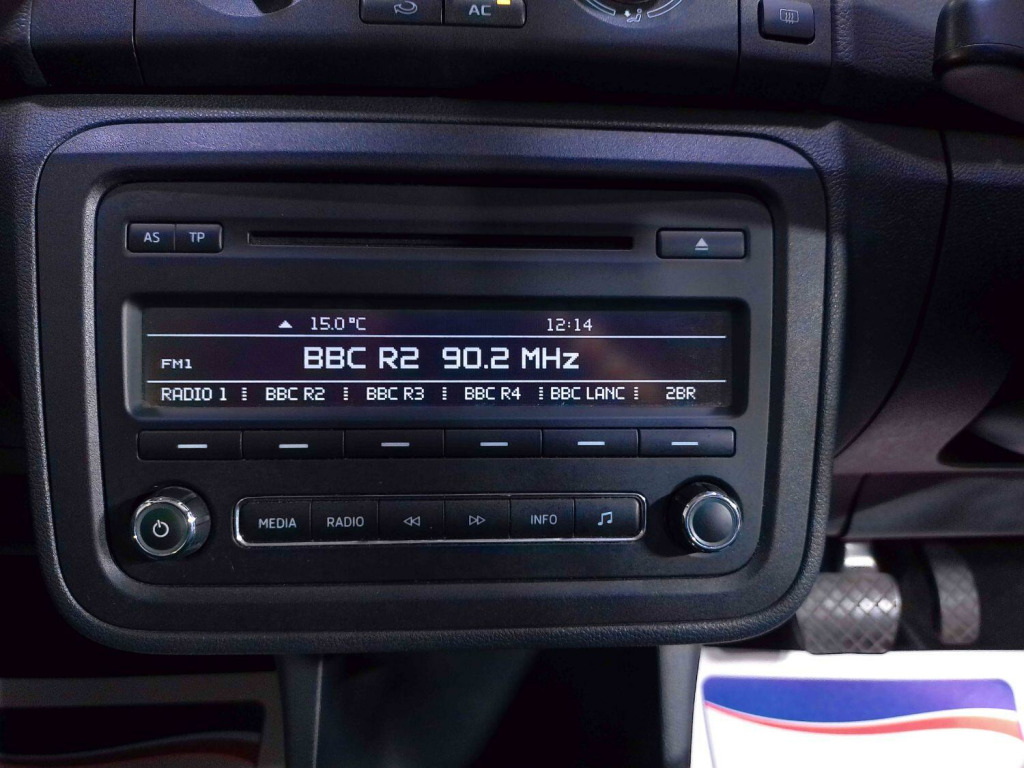 AC
AS TP
15.0°C 12:14
FM1 BBC R2 90.2 MHz
RADIO 1 BBC R2 BBC R3 BBC R4 BBC LANC 2BR
MEDIA RADIO INFO